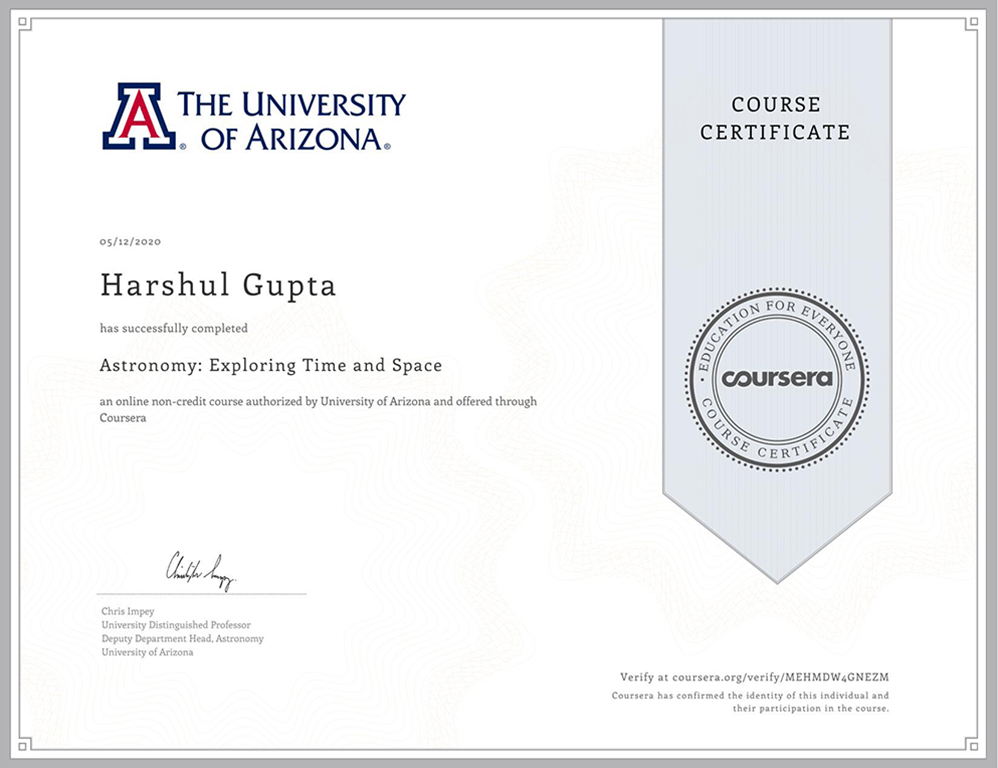 THE UNIVERSITY
OF ARIZONA
COURSE
CERTIFICATE
05/12/2020
Harshul Gupta
has successfully completed
Astronomy: Exploring Time and Space
an online non-credit course authorized by University of Arizona and offered through
Coursera
EDUCATION FOR EVERYONE
coursera
COURSE CERTIFICATE
Chris Impey
University Distinguished Professor
Deputy Department Head, Astronomy
University of Arizona
Verify at coursera.org/verify/MEHMDW4GNEZM
Coursera has confirmed the identity of this individual and
their participation in the course.